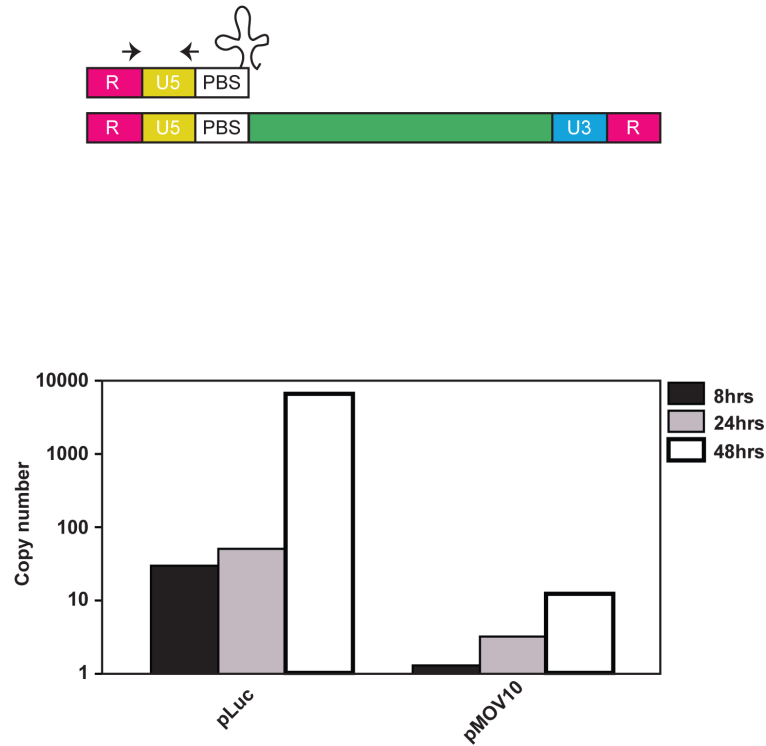 R U5 PBS
R U5 PBS U3 R
10000
1000
100
10
1
Copy number
pLuc
pMOV10
8hrs
24hrs
48hrs